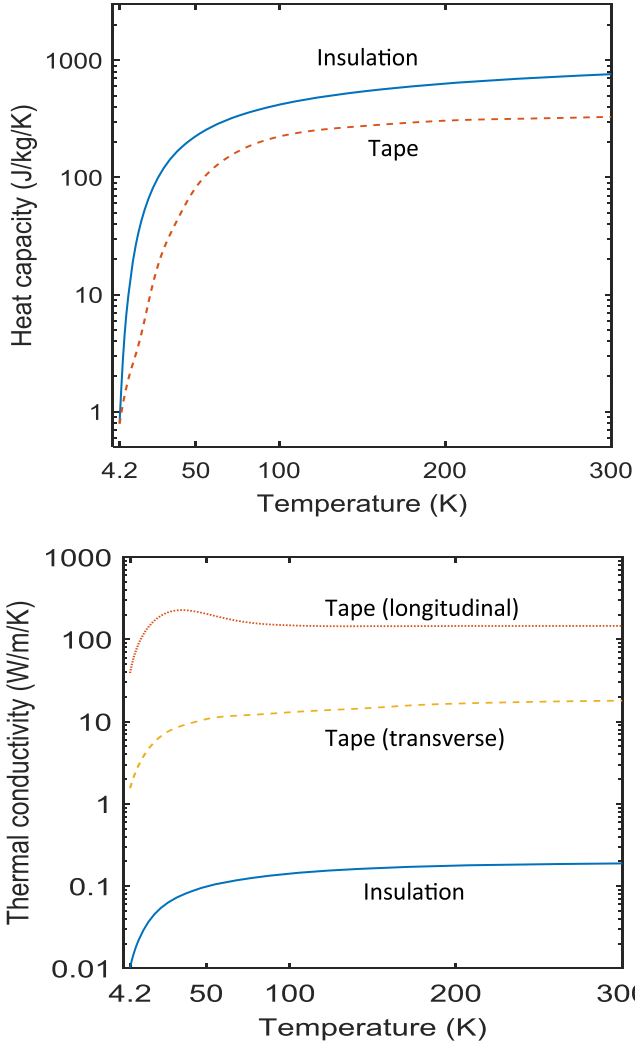 Heat capacity (J/kg/K)
1000
100
10
1
Insulation
Tape
4.2 50 100 200 300
Temperature (K)
Thermal conductivity (W/m/K)
1000
100
10
1
0.1
0.01
Tape (longitudinal)
Tape (transverse)
Insulation
4.2 50 100 200 300
Temperature (K)